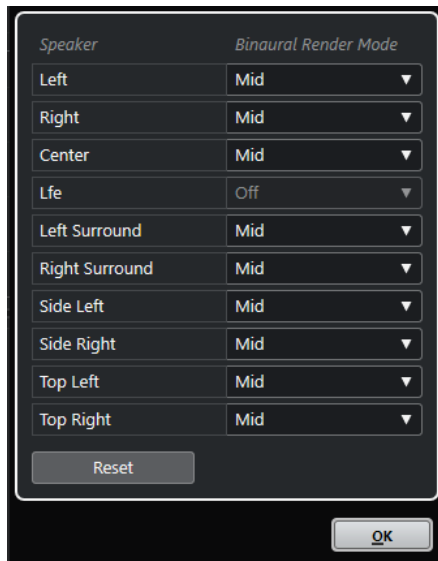 Speaker Binaural Render Mode
Left Mid
Right Mid
Center Mid
Lfe Off
Left Surround Mid
Right Surround Mid
Side Left Mid
Side Right Mid
Top Left Mid
Top Right Mid
Reset
OK